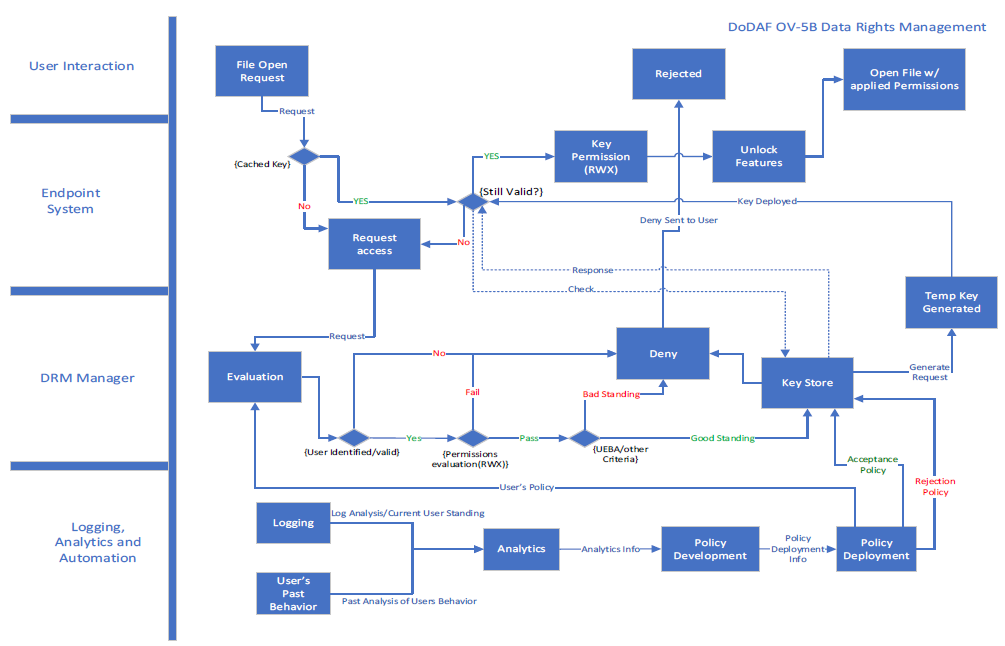 DoDAF OV-5B Data Rights Management
User Interaction
File Open
Request
Rejected
Open File w/
applied Permissions
Request
Endpoint
System
{Cached Key}
YES
No
YES
{Still Valid?}
Key
Permission
(RWX)
Unlock
Features
Key Deployed
Deny Sent to User
No
Request
access
Response
Check
Temp Key
Generated
DRM Manager
Request
Evaluation
No
Deny
Key Store
Generate
Request
Fail
Bad Standing
{User Identified/valid}
Yes
{Permissions
evaluation(RWX)}
Pass
{UEBA/other
Criteria}
Good Standing
Acceptance
Policy
Rejection
Policy
User's Policy
Logging,
Analytics and
Automation
Logging
Log Analysis/Current User Standing
Analytics
Analytics Info
Policy
Development
Policy
Deployment
Info
Policy
Deployment
User's
Past
Behavior
Past Analysis of Users Behavior